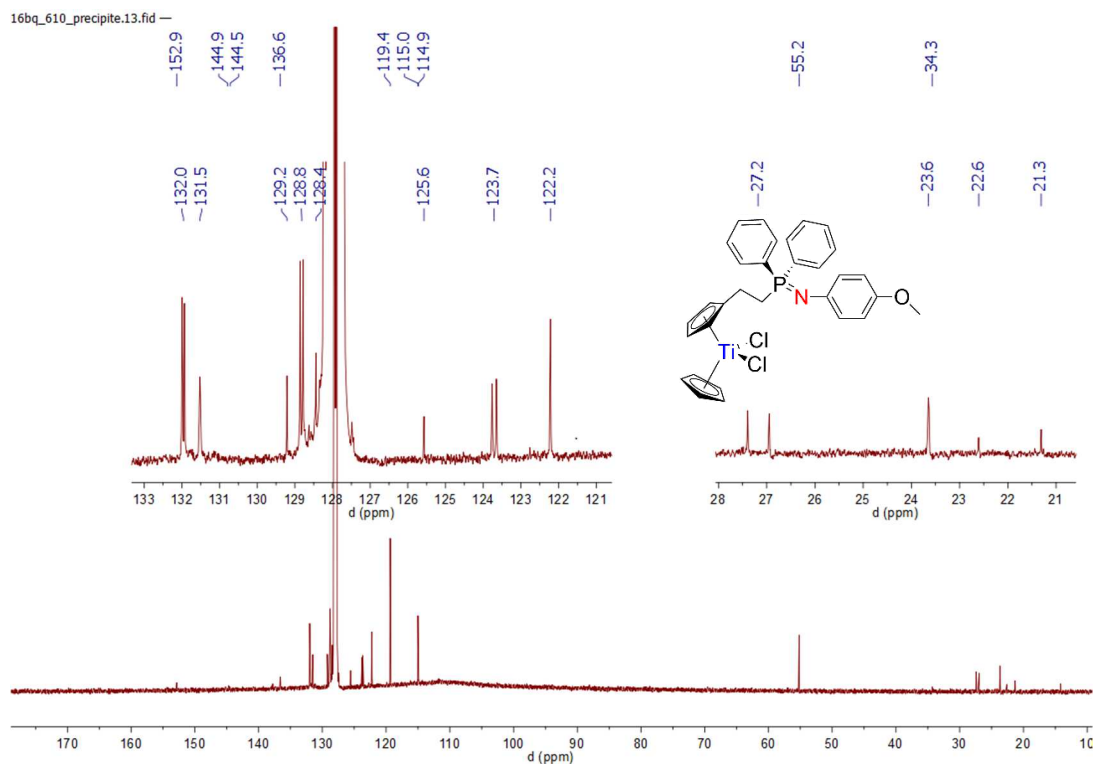 16bq_610_precipite.13.fid —
152.9
144.9
144.5
136.6
119.4
115.0
114.9
55.2
34.3
132.0
131.5
129.2
128.8
128.4
125.6
123.7
122.2
27.2
23.6
22.6
21.3
P
N
O
Ti
Cl
Cl
133 132 131 130 129 128 127 126 125 124 123 122 121
d (ppm)
28 27 26 25 24 23 22 21
d (ppm)
170 160 150 140 130 120 110 100 90 80 70 60 50 40 30 20 10
d (ppm)